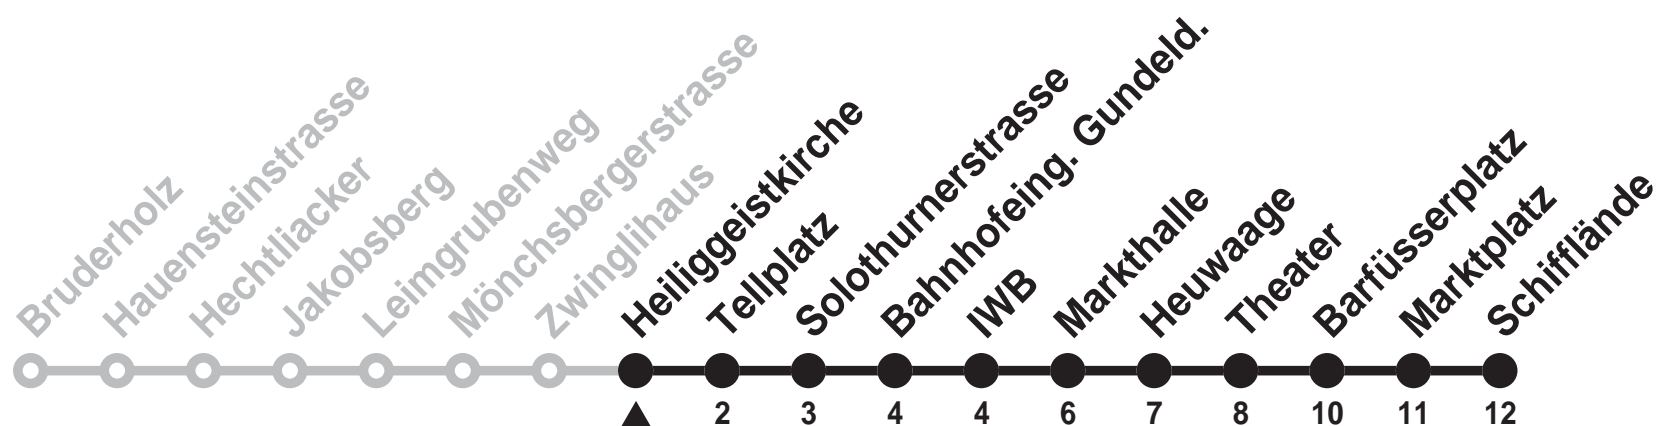 Bruderholz
Hauensteinstrasse
Hechtliacker
Jakobsberg
Leimgrubenweg
Mönchsbergerstrasse
Zwinglihaus
Heiliggeistkirche
Tellplatz
Solothurnerstrasse
Bahnhofeing. Gundeld.
IWB
Markthalle
Heuwaage
Theater
Barfüsserplatz
Marktplatz
Schifflände
2 3 4 4 6 7 8 10 11 12